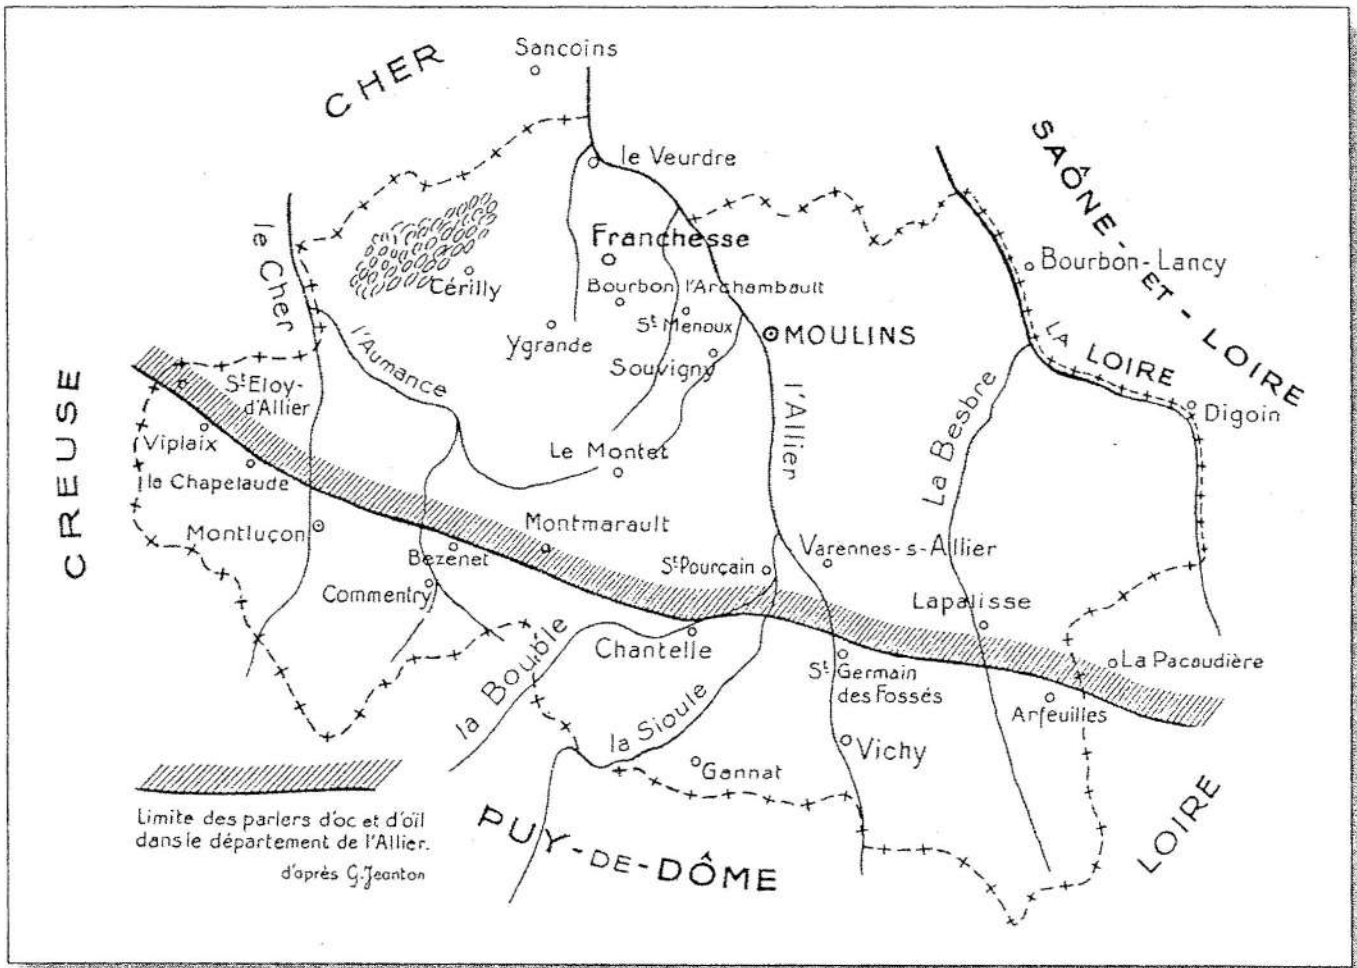 Sancoins
CHER
le Veurdre
SAÔNE-ET-LOIRE
le Cher
Franchesse
Bourbon-Lancy
Cérilly
Bourbon l'Archambault
St Menoux
MOULINS
Ygrande
Souvigny
l'Aumance
LA LOIRE
CREUSE
St Eloy-
d'Allier
l'Allier
La Besbre
Digoin
Viplaix
Le Montet
la Chapelaude
Montluçon
Montmarault
Bezenet
Varennes-s-Allier
St Pourçain
Commentry
Lapalisse
la Bouble
Chantelle
St Germain
des Fossés
La Pacaudière
Arfeuilles
la Sioule
Vichy
Gannat
LOIRE
PUY-DE-DÔME
Limite des parlers d'oc et d'oïl
dans le département de l'Allier.
d'après G. Jeanton